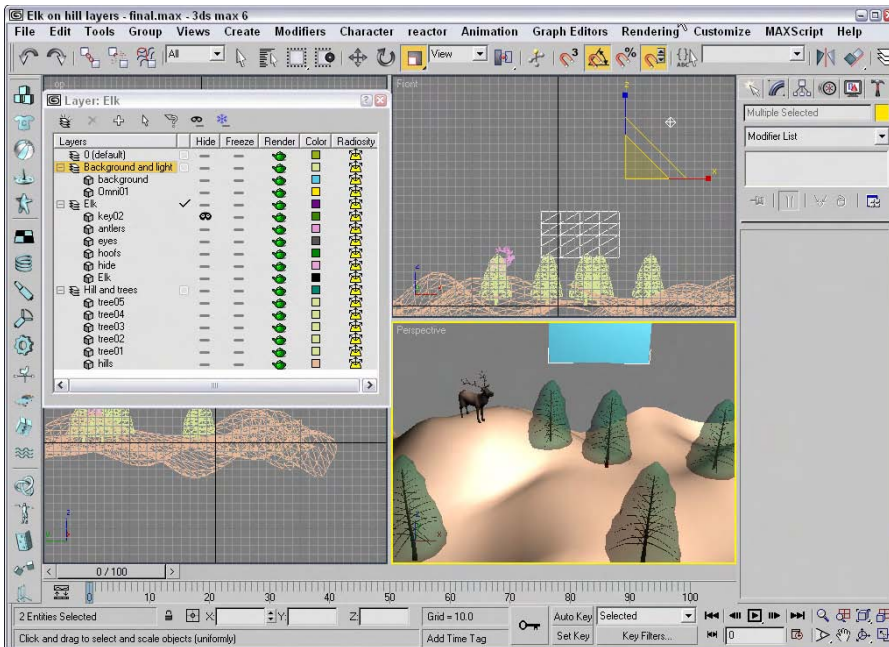 Elk on hill layers - final.max - 3ds max 6
File Edit Tools Group Views Create Modifiers Character reactor Animation Graph Editors Rendering Customize MAXScript Help
All
View
3
%
ABC
op
Front
z
x
Layer: Elk
Layers Hide Freeze Render Color Radiosity
0 (default)
Background and light
background
Omni01
Elk
key02
antlers
eyes
hoofs
hide
Elk
Hill and trees
tree05
tree04
tree03
tree02
tree01
hills
Multiple Selected
Modifier List
Perspective
0 / 100
0 10 20 30 40 50 60 70 80 90 100
2 Entities Selected X: Y: Z: Grid = 10.0 Auto Key Selected
Click and drag to select and scale objects (uniformly) Add Time Tag Set Key Key Filters... 0